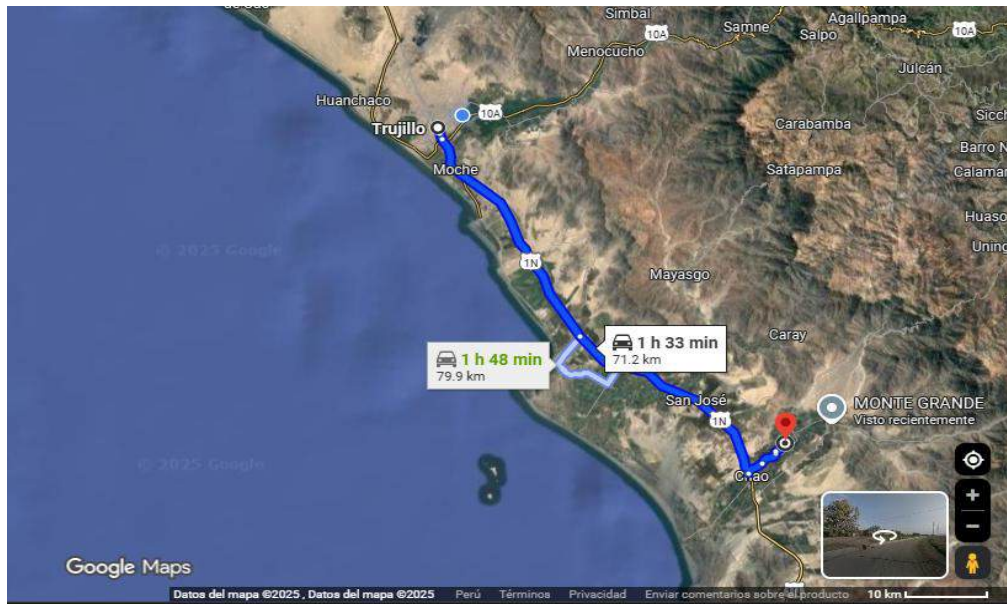 Simbal
Samne
Agallpampa
Salpo
10A
10A
Menocucho
Julcán
Huanchaco
10A
Trujillo
Carabamba
Moche
Satapampa
© 2025 Google
1N
Mayasgo
Caray
1 h 33 min
71.2 km
1 h 48 min
79.9 km
San José
MONTE GRANDE
Visto recientemente
1N
© 2025 Google
Chao
Google Maps
Datos del mapa ©2025 , Datos del mapa ©2025 Perú Términos Privacidad Enviar comentarios sobre el producto 10 km